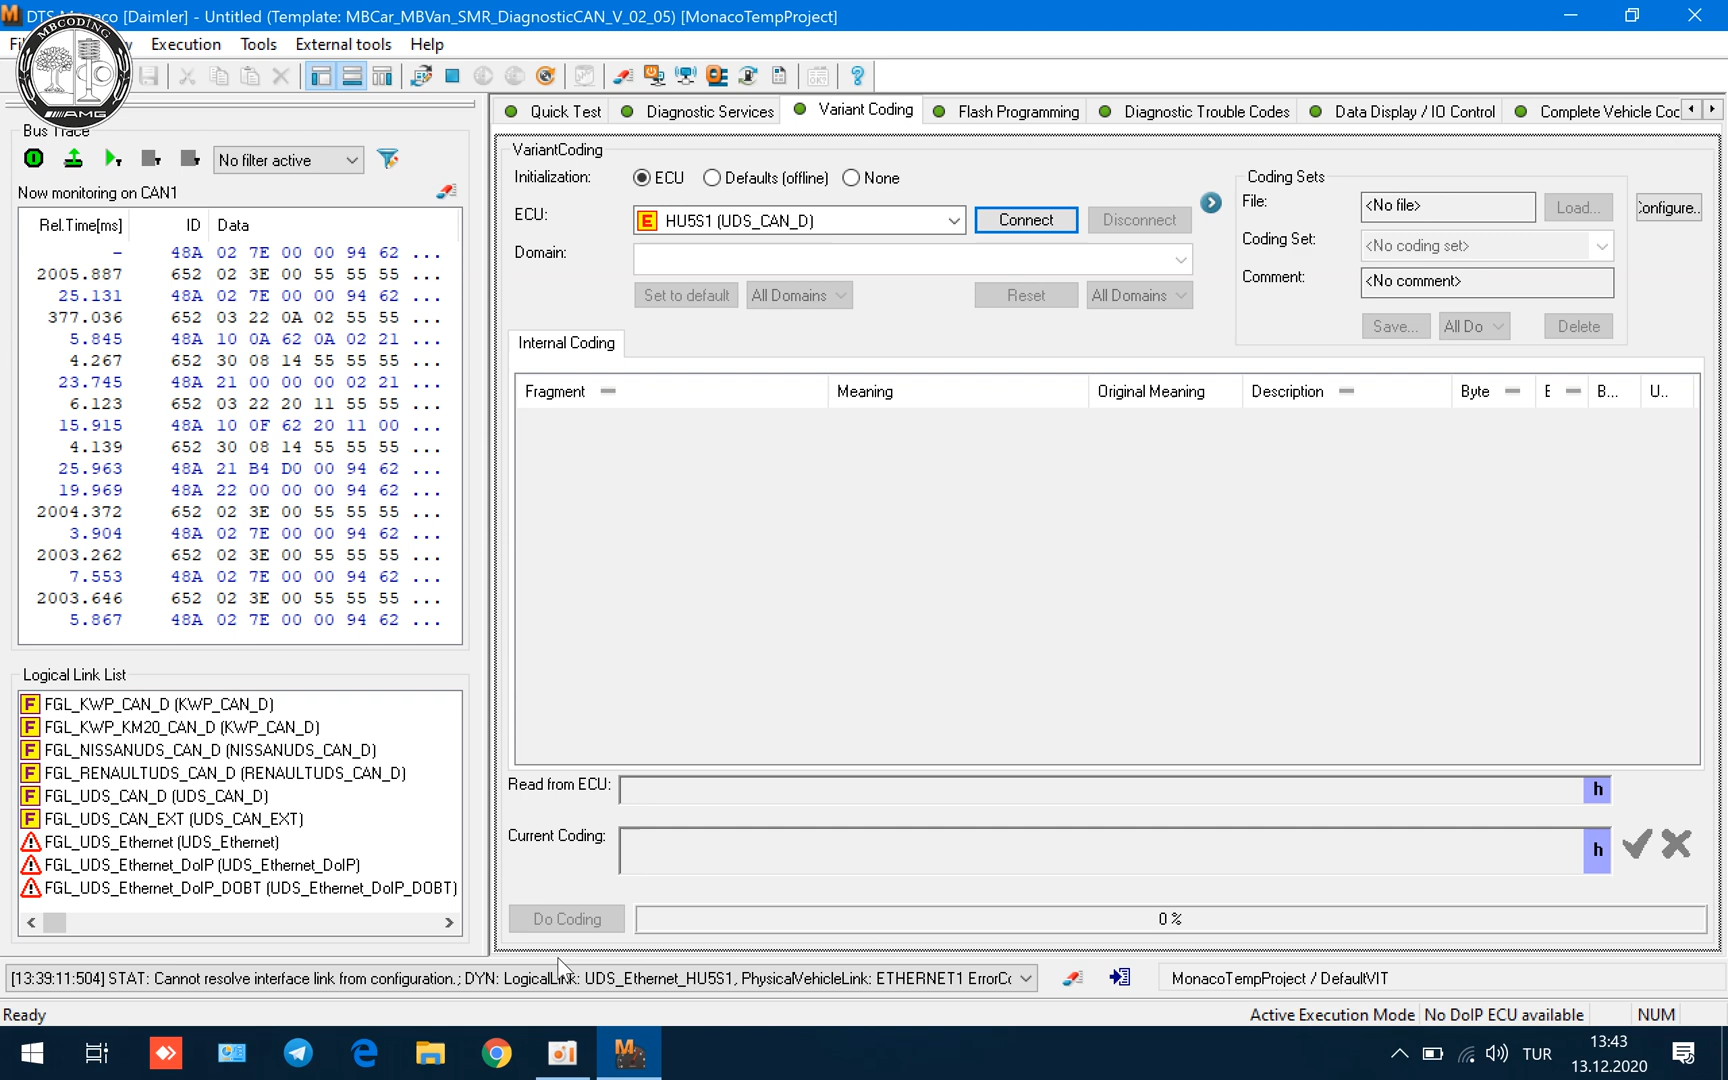 DTS Monaco [Daimler] - Untitled (Template: MBCar_MBVan_SMR_DiagnosticCAN_V_02_05) [MonacoTempProject]
Execution Tools External tools Help
MBCODING
AMG
Bus Trace
No filter active
Now monitoring on CAN1
Rel.Time[ms] ID Data
– 48A 02 7E 00 00 94 62 ...
2005.887 652 02 3E 00 55 55 55 ...
25.131 48A 02 7E 00 00 94 62 ...
377.036 652 03 22 0A 02 55 55 ...
5.845 48A 10 0A 62 0A 02 21 ...
4.267 652 30 08 14 55 55 55 ...
23.745 48A 21 00 00 00 02 21 ...
6.123 652 03 22 20 11 55 55 ...
15.915 48A 10 0F 62 20 11 00 ...
4.139 652 30 08 14 55 55 55 ...
25.963 48A 21 B4 D0 00 94 62 ...
19.969 48A 22 00 00 00 94 62 ...
2004.372 652 02 3E 00 55 55 55 ...
3.904 48A 02 7E 00 00 94 62 ...
2003.262 652 02 3E 00 55 55 55 ...
7.553 48A 02 7E 00 00 94 62 ...
2003.646 652 02 3E 00 55 55 55 ...
5.867 48A 02 7E 00 00 94 62 ...
Logical Link List
F FGL_KWP_CAN_D (KWP_CAN_D)
F FGL_KWP_KM20_CAN_D (KWP_CAN_D)
F FGL_NISSANUDS_CAN_D (NISSANUDS_CAN_D)
F FGL_RENAULTUDS_CAN_D (RENAULTUDS_CAN_D)
F FGL_UDS_CAN_D (UDS_CAN_D)
F FGL_UDS_CAN_EXT (UDS_CAN_EXT)
FGL_UDS_Ethernet (UDS_Ethernet)
FGL_UDS_Ethernet_DoIP (UDS_Ethernet_DoIP)
FGL_UDS_Ethernet_DoIP_DOBT (UDS_Ethernet_DoIP_DOBT)
Quick Test Diagnostic Services Variant Coding Flash Programming Diagnostic Trouble Codes Data Display / IO Control Complete Vehicle Coc
VariantCoding
Initialization: ECU Defaults (offline) None
ECU: E HU5S1 (UDS_CAN_D) Connect Disconnect
Domain:
Set to default All Domains Reset All Domains
Coding Sets
File: <No file> Load... Configure..
Coding Set: <No coding set>
Comment: <No comment>
Save... All Do Delete
Internal Coding
Fragment Meaning Original Meaning Description Byte E B... U..
Read from ECU: h
Current Coding: h
Do Coding 0 %
[13:39:11:504] STAT: Cannot resolve interface link from configuration.; DYN: LogicalLink: UDS_Ethernet_HU5S1, PhysicalVehicleLink: ETHERNET1 ErrorCc
MonacoTempProject / DefaultVIT
Ready Active Execution Mode No DoIP ECU available NUM
TUR
13:43
13.12.2020